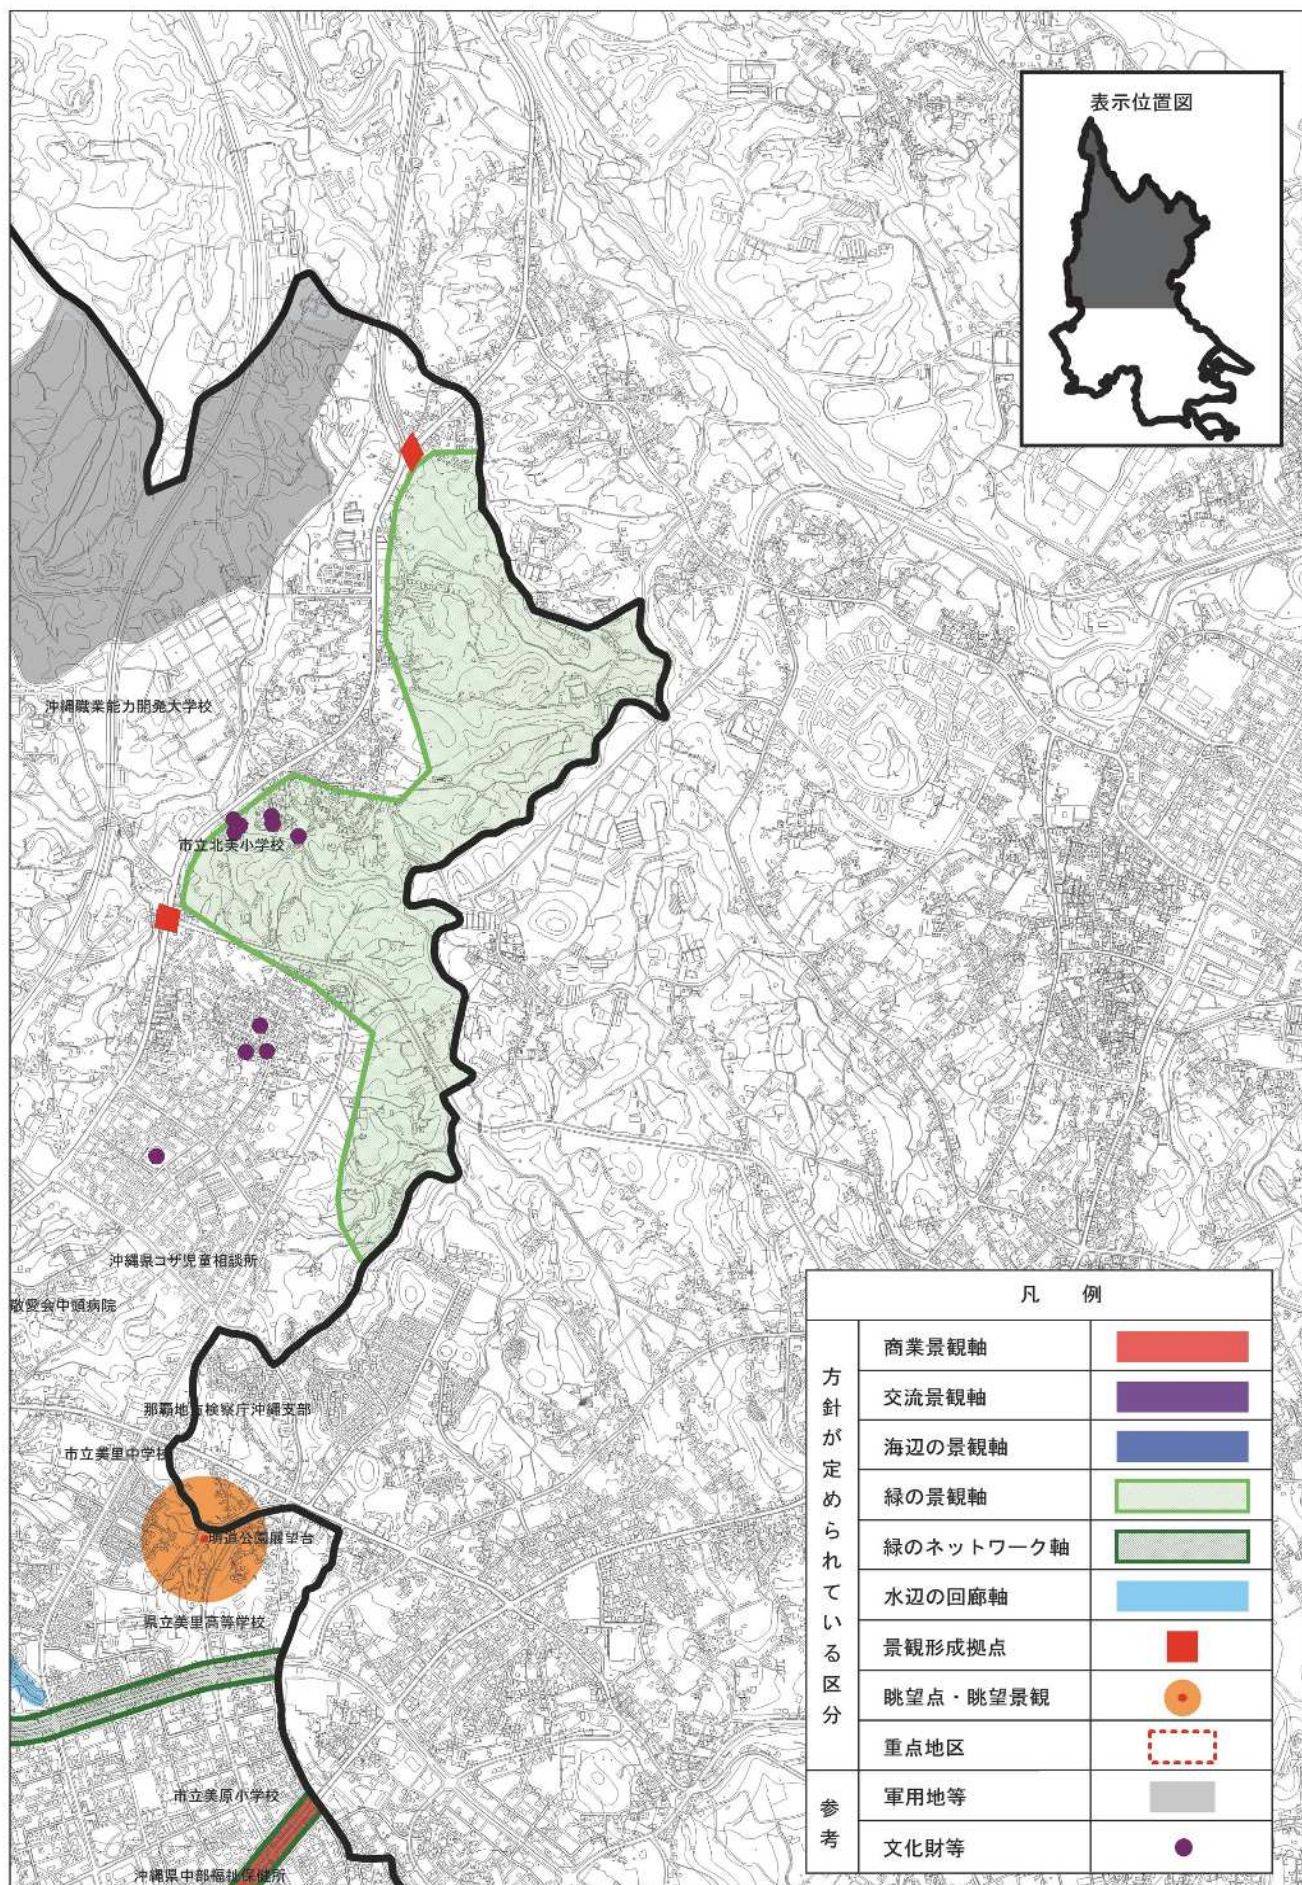 表示位置図
沖縄職業能力開発大学校
市立北美小学校
沖縄県コザ児童相談所
敬愛会中頭病院
那覇地方検察庁沖縄支部
市立美里中学校
明道公園展望台
県立美里高等学校
市立美原小学校
沖縄県中部福祉保健所
凡 例
方針が定められている区分
商業景観軸
交流景観軸
海辺の景観軸
緑の景観軸
緑のネットワーク軸
水辺の回廊軸
景観形成拠点
眺望点・眺望景観
重点地区
参考
軍用地等
文化財等